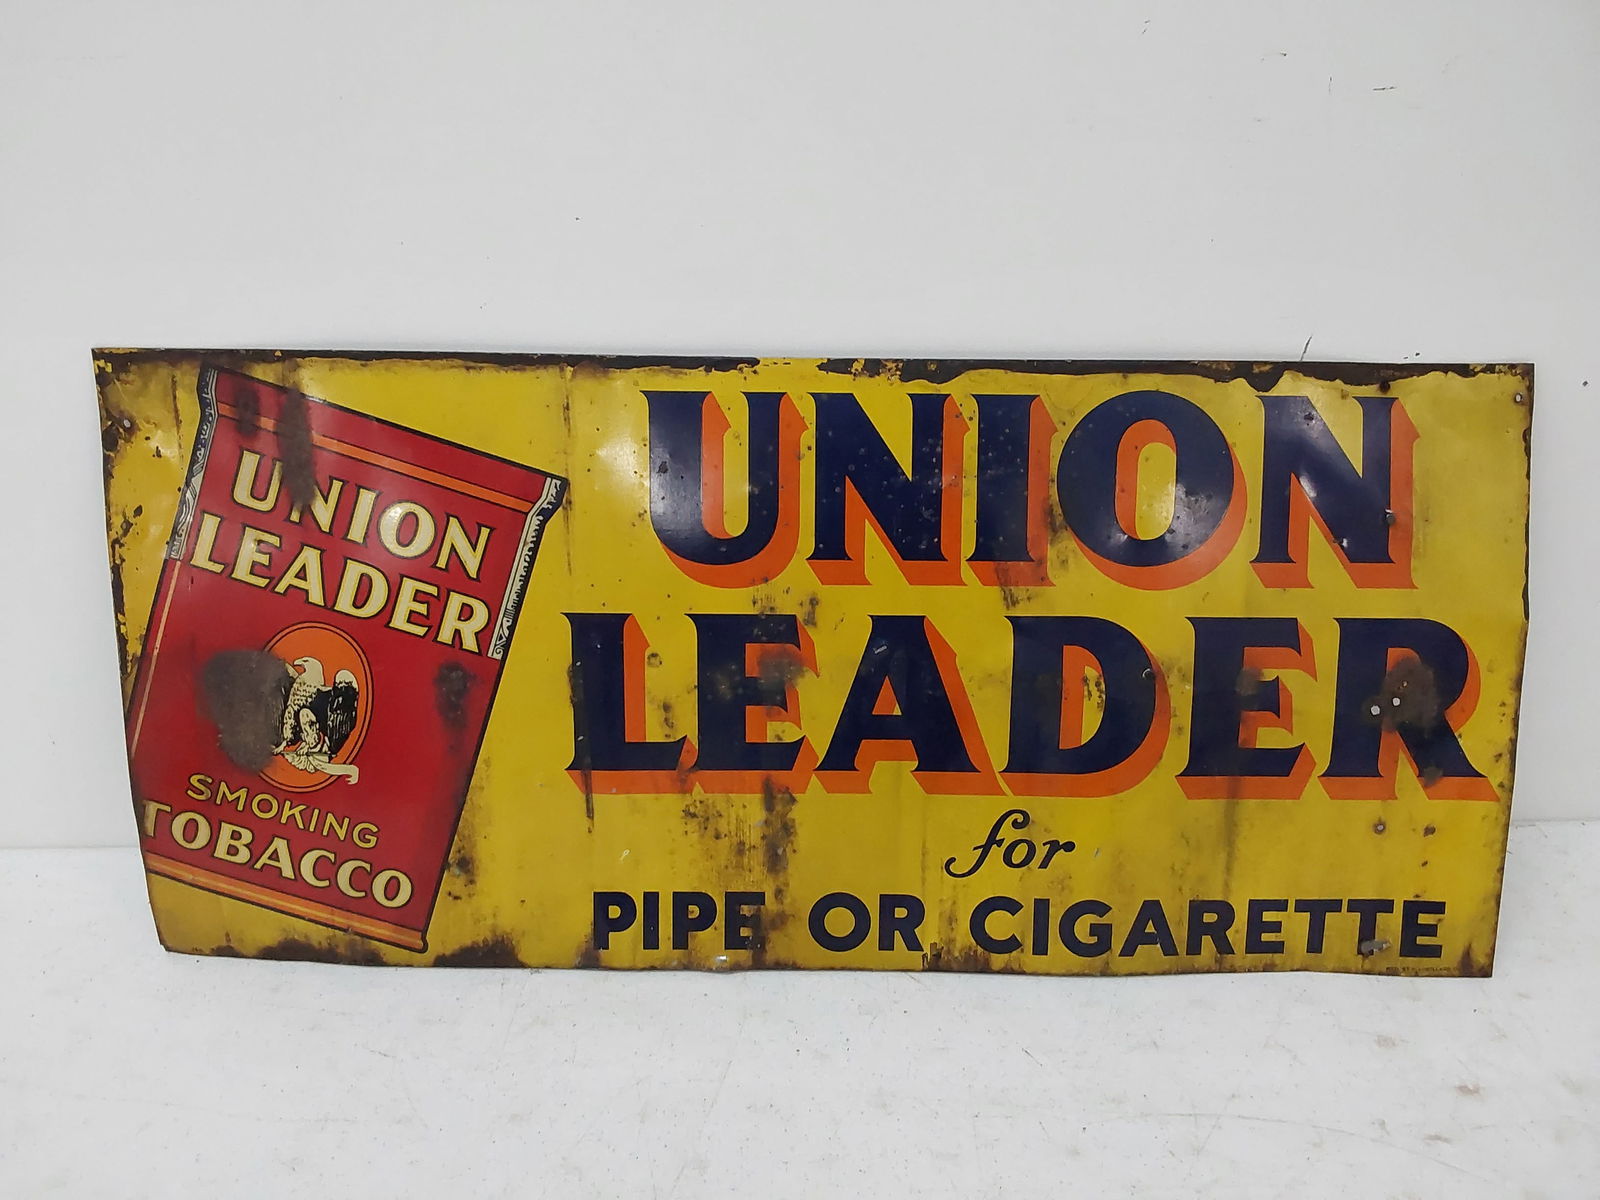 UNION
LEADER
SMOKING
TOBACCO
UNION
LEADER
for
PIPE OR CIGARETTE